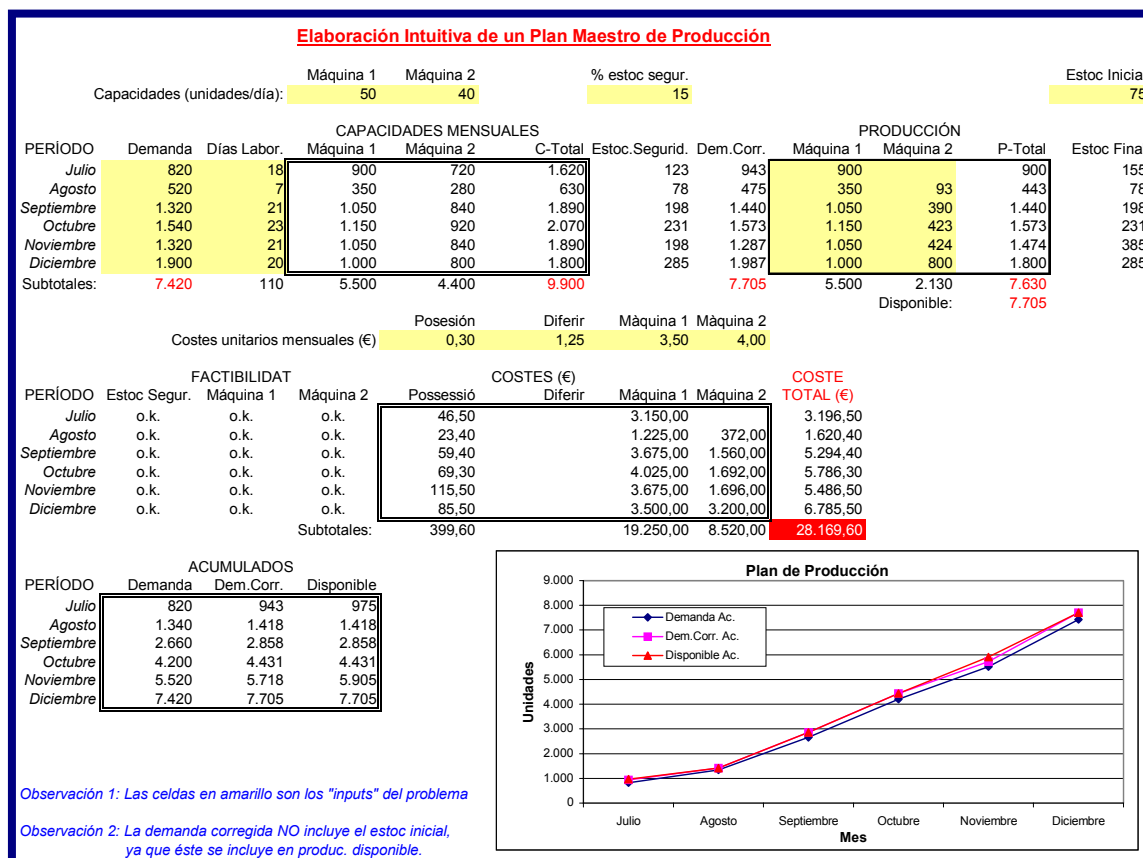 Elaboración Intuitiva de un Plan Maestro de Producción
Máquina 1 Máquina 2 % estoc segur. Estoc Inicia
Capacidades (unidades/día): 50 40 15 75
CAPACIDADES MENSUALES PRODUCCIÓN
PERÍODO Demanda Días Labor. Máquina 1 Máquina 2 C-Total Estoc.Segurid. Dem.Corr. Máquina 1 Máquina 2 P-Total Estoc Fina
Julio 820 18 900 720 1.620 123 943 900 900 155
Agosto 520 7 350 280 630 78 475 350 93 443 78
Septiembre 1.320 21 1.050 840 1.890 198 1.440 1.050 390 1.440 198
Octubre 1.540 23 1.150 920 2.070 231 1.573 1.150 423 1.573 231
Noviembre 1.320 21 1.050 840 1.890 198 1.287 1.050 424 1.474 385
Diciembre 1.900 20 1.000 800 1.800 285 1.987 1.000 800 1.800 285
Subtotales: 7.420 110 5.500 4.400 9.900 7.705 5.500 2.130 7.630
Disponible: 7.705
Posesión Diferir Màquina 1 Màquina 2
Costes unitarios mensuales (€) 0,30 1,25 3,50 4,00
FACTIBILIDAT COSTES (€) COSTE
PERÍODO Estoc Segur. Máquina 1 Máquina 2 Possessió Diferir Máquina 1 Máquina 2 TOTAL (€)
Julio o.k. o.k. o.k. 46,50 3.150,00 3.196,50
Agosto o.k. o.k. o.k. 23,40 1.225,00 372,00 1.620,40
Septiembre o.k. o.k. o.k. 59,40 3.675,00 1.560,00 5.294,40
Octubre o.k. o.k. o.k. 69,30 4.025,00 1.692,00 5.786,30
Noviembre o.k. o.k. o.k. 115,50 3.675,00 1.696,00 5.486,50
Diciembre o.k. o.k. o.k. 85,50 3.500,00 3.200,00 6.785,50
Subtotales: 399,60 19.250,00 8.520,00 28.169,60
ACUMULADOS
PERÍODO Demanda Dem.Corr. Disponible
Julio 820 943 975
Agosto 1.340 1.418 1.418
Septiembre 2.660 2.858 2.858
Octubre 4.200 4.431 4.431
Noviembre 5.520 5.718 5.905
Diciembre 7.420 7.705 7.705
Observación 1: Las celdas en amarillo son los "inputs" del problema
Observación 2: La demanda corregida NO incluye el estoc inicial,
ya que éste se incluye en produc. disponible.
Plan de Producción
9.000
8.000
7.000
6.000
5.000
4.000
3.000
2.000
1.000
0
Unidades
Demanda Ac.
Dem.Corr. Ac.
Disponible Ac.
Julio Agosto Septiembre Octubre Noviembre Diciembre
Mes